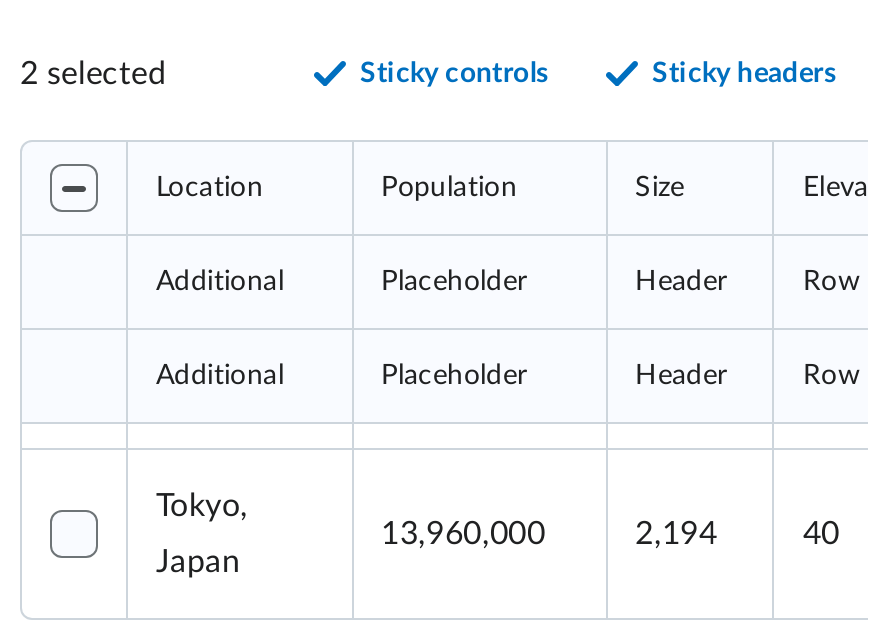 2 selected Sticky controls Sticky headers
Location Population Size Eleva
Additional Placeholder Header Row
Additional Placeholder Header Row
Tokyo,
Japan 13,960,000 2,194 40